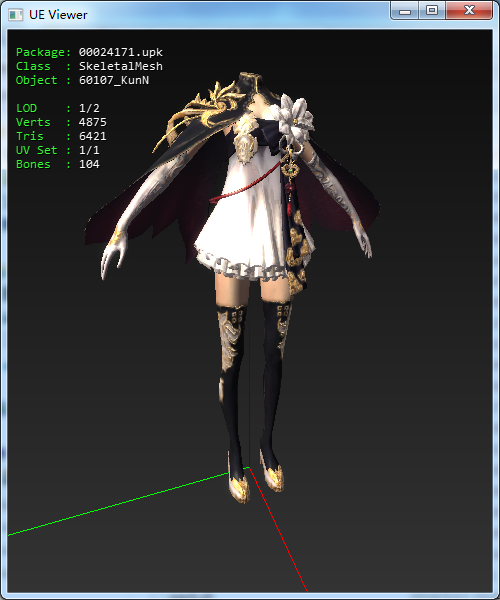 UE Viewer
Package: 00024171.upk
Class : SkeletalMesh
Object : 60107_KunN
LOD : 1/2
Verts : 4875
Tris : 6421
UV Set : 1/1
Bones : 104